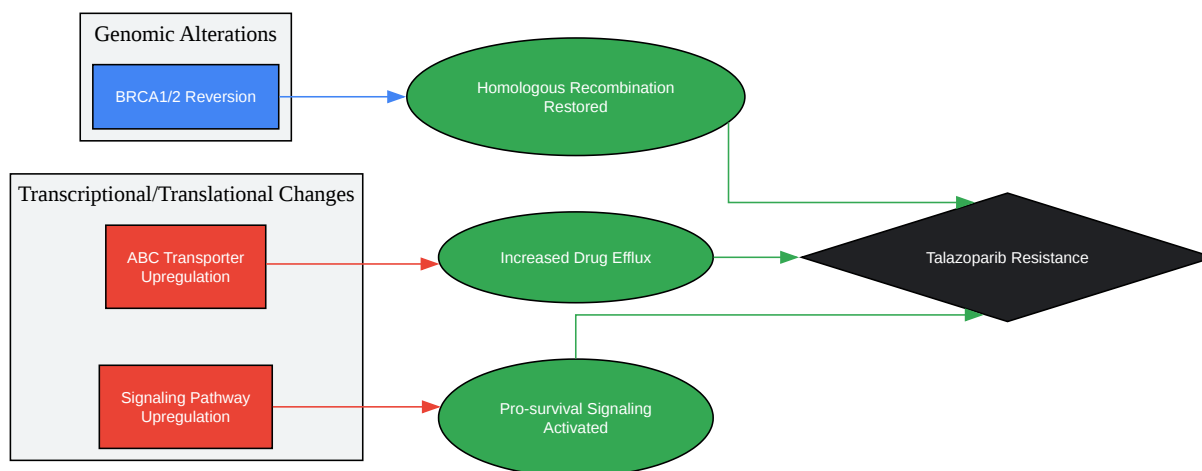 Genomic Alterations
BRCA1/2 Reversion
Homologous Recombination
Restored
Transcriptional/Translational Changes
ABC Transporter
Upregulation
Increased Drug Efflux
Talazoparib Resistance
Signaling Pathway
Upregulation
Pro-survival Signaling
Activated